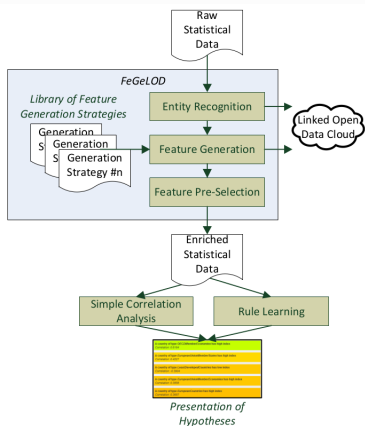 Raw
Statistical
Data
FeGeLOD
Library of Feature
Generation Strategies
Entity Recognition
Linked Open
Data Cloud
Generation
S
Generation
S
Generation
Strategy #n
Feature Generation
Feature Pre-Selection
Enriched
Statistical
Data
Simple Correlation
Analysis
Rule Learning
Presentation of
Hypotheses